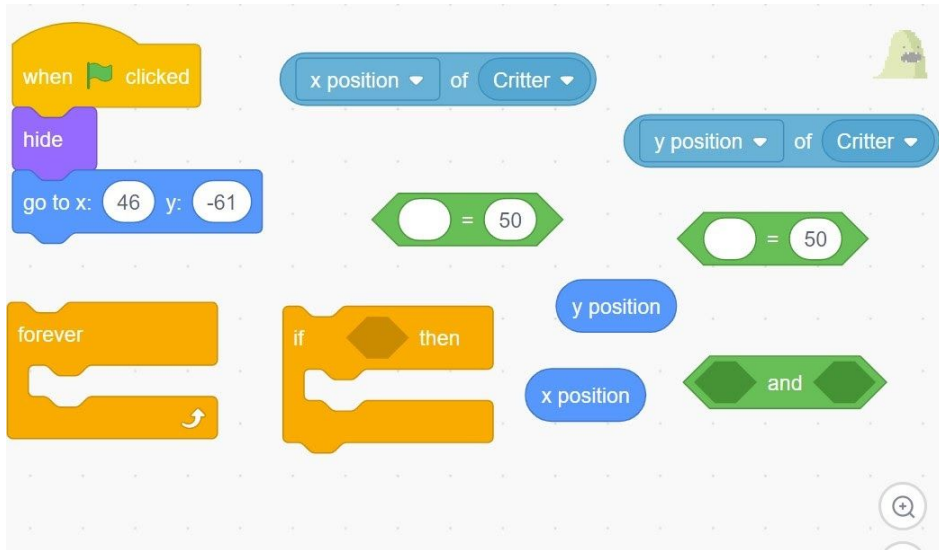 when clicked
hide
go to x: 46 y: -61
x position of Critter
y position of Critter
= 50
= 50
y position
forever
if then
x position
and